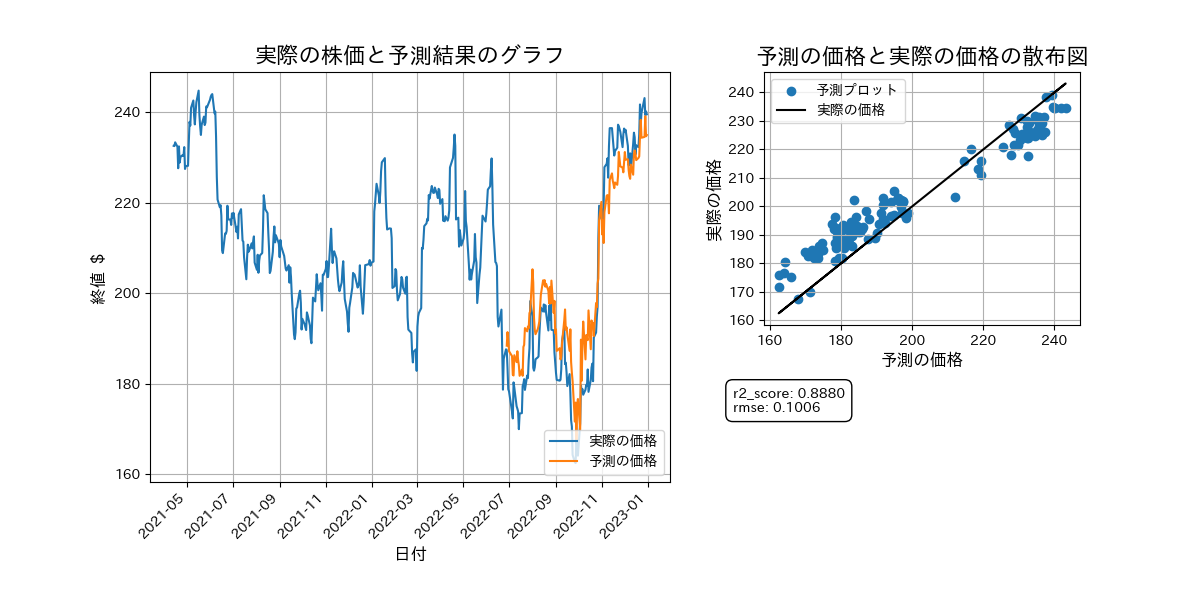 実際の株価と予測結果のグラフ
終値 $
240
220
200
180
160
2021-05
2021-07
2021-09
2021-11
2022-01
2022-03
2022-05
2022-07
2022-09
2022-11
2023-01
日付
実際の価格
予測の価格
予測の価格と実際の価格の散布図
実際の価格
240
230
220
210
200
190
180
170
160
160
180
200
220
240
予測の価格
予測プロット
実際の価格
r2_score: 0.8880
rmse: 0.1006